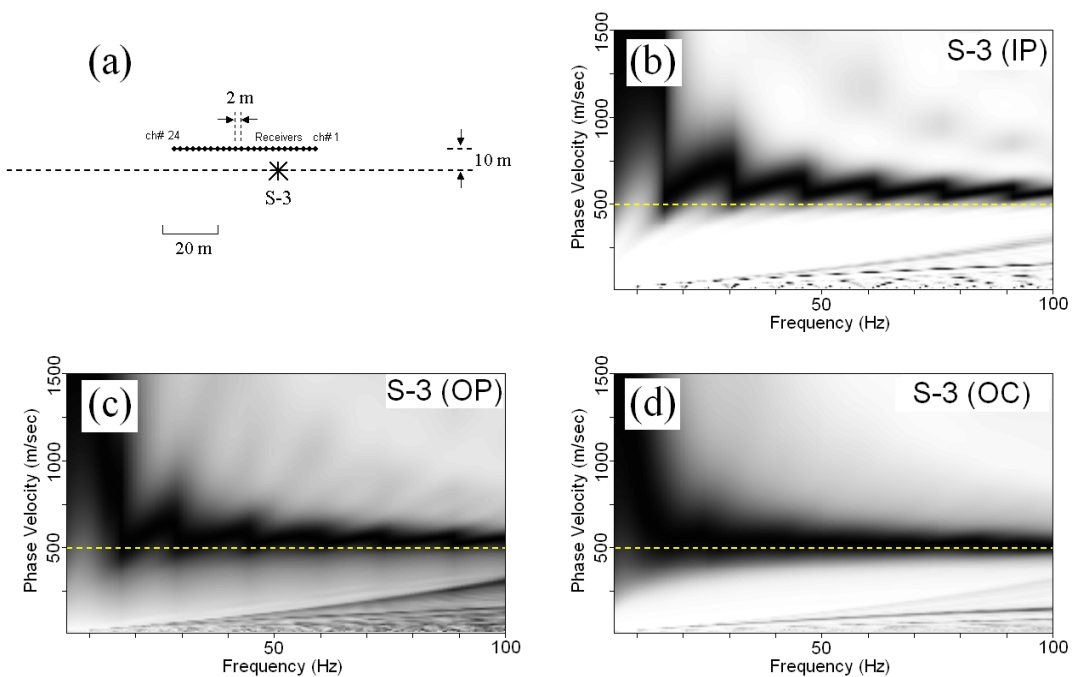 (a)
2 m
ch# 24
Receivers
ch# 1
10 m
S-3
20 m
(b)
S-3 (IP)
1500
1000
500
Phase Velocity (m/sec)
50
100
Frequency (Hz)
(c)
S-3 (OP)
1500
1000
500
Phase Velocity (m/sec)
50
100
Frequency (Hz)
(d)
S-3 (OC)
1500
1000
500
Phase Velocity (m/sec)
50
100
Frequency (Hz)